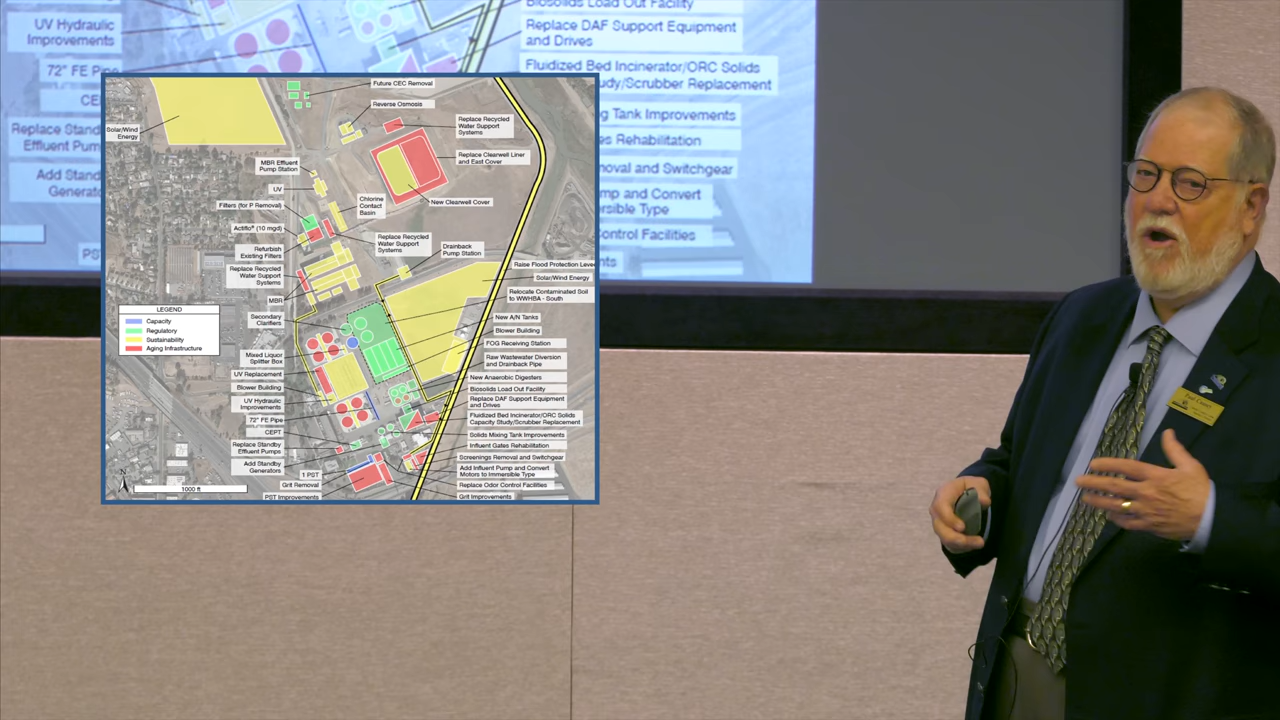 Biosolids Load Out Facility
UV Hydraulic
Improvements
Replace DAF Support Equipment
and Drives
72" FE Pipe
Fluidized Bed Incinerator/ORC Solids
udy/Scrubber Replacement
g Tank Improvements
Replace Stand
Effluent Pum
s Rehabilitation
Add Stand
Generato
moval and Switchgear
mp and Convert
ersible Type
Control Facilities
Future CEC Removal
Reverse Osmosis
Solar/Wind
Energy
Replace Recycled
Water Support
Systems
Replace Clearwell Liner
and East Cover
MBR Effluent
Pump Station
UV
New Clearwell Cover
Chlorine
Contact
Basin
Filters (for P Removal)
Actiflo® (10 mgd)
Replace Recycled
Water Support
Systems
Drainback
Pump Station
Refurbish
Existing Filters
Raise Flood Protection Leve
Replace Recycled
Water Support
Systems
Solar/Wind Energy
MBR
Relocate Contaminated Soil
to WWHBA - South
LEGEND
Capacity
Regulatory
Sustainability
Aging Infrastructure
Secondary
Clarifiers
New A/N Tanks
Blower Building
FOG Receiving Station
Mixed Liquor
Splitter Box
Raw Wastewater Diversion
and Drainback Pipe
UV Replacement
New Anaerobic Digesters
Blower Building
Biosolids Load Out Facility
UV Hydraulic
Improvements
Replace DAF Support Equipment
and Drives
72" FE Pipe
Fluidized Bed Incinerator/ORC Solids
Capacity Study/Scrubber Replacement
CEPT
Solids Mixing Tank Improvements
Replace Standby
Effluent Pumps
Influent Gates Rehabilitation
Screenings Removal and Switchgear
Add Standby
Generators
Add Influent Pump and Convert
Motors to Immersible Type
1 PST
Grit Removal
Replace Odor Control Facilities
PST Improvements
Grit Improvements
N
1000 ft